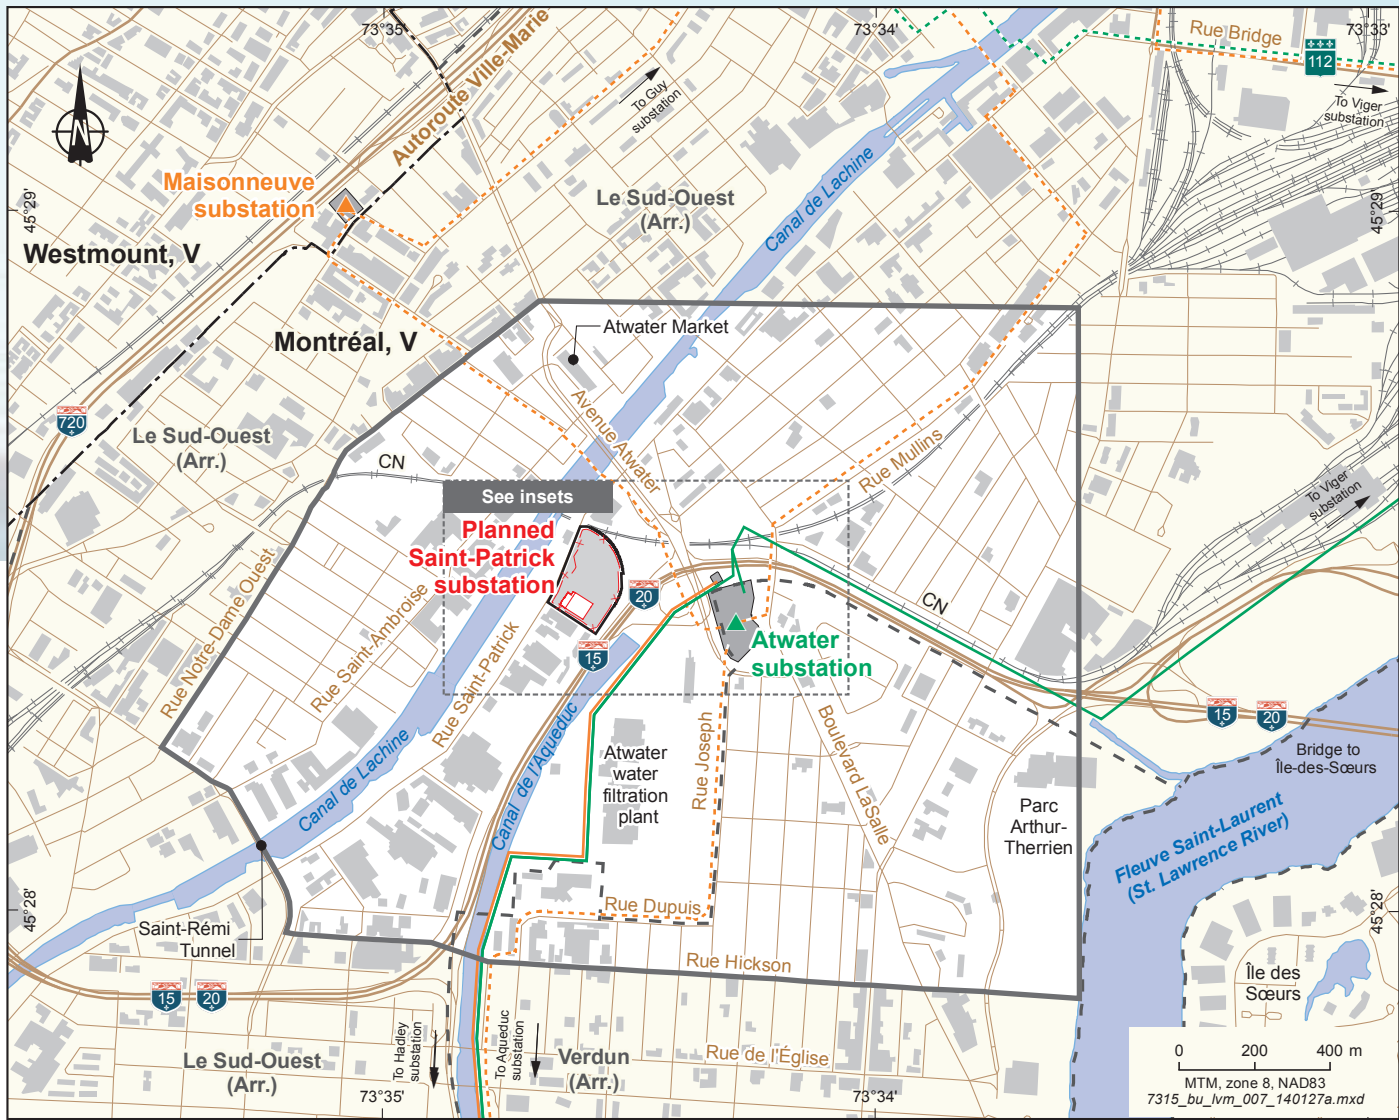 73°35'
73°34'
73°33'
Rue Bridge
112
To Viger
substation
Autoroute Ville-Marie
To Guy
substation
N
Maisonneuve
substation
45°29'
45°29'
Le Sud-Ouest
(Arr.)
Canal de Lachine
Westmount, V
Montréal, V
Atwater Market
720
Le Sud-Ouest
(Arr.)
CN
Avenue Atwater
Rue Mullins
See insets
To Viger
substation
Planned
Saint-Patrick
substation
20
15
CN
Atwater
substation
Rue Notre-Dame Ouest
Rue Saint-Ambroise
Rue Saint-Patrick
Canal de Lachine
Canal de l'Aqueduc
Atwater
water
filtration
plant
Rue Joseph
Boulevard LaSalle
15
20
Bridge to
Île-des-Sœurs
Parc
Arthur-
Therrien
Fleuve Saint-Laurent
(St. Lawrence River)
45°28'
45°28'
Saint-Rémi
Tunnel
Rue Dupuis
Rue Hickson
15
20
Île des
Sœurs
To Hadley
substation
To Aqueduc
substation
Le Sud-Ouest
(Arr.)
Verdun
(Arr.)
Rue de l'Église
73°35'
73°34'
0 200 400 m
MTM, zone 8, NAD83
7315_bu_lvm_007_140127a.mxd